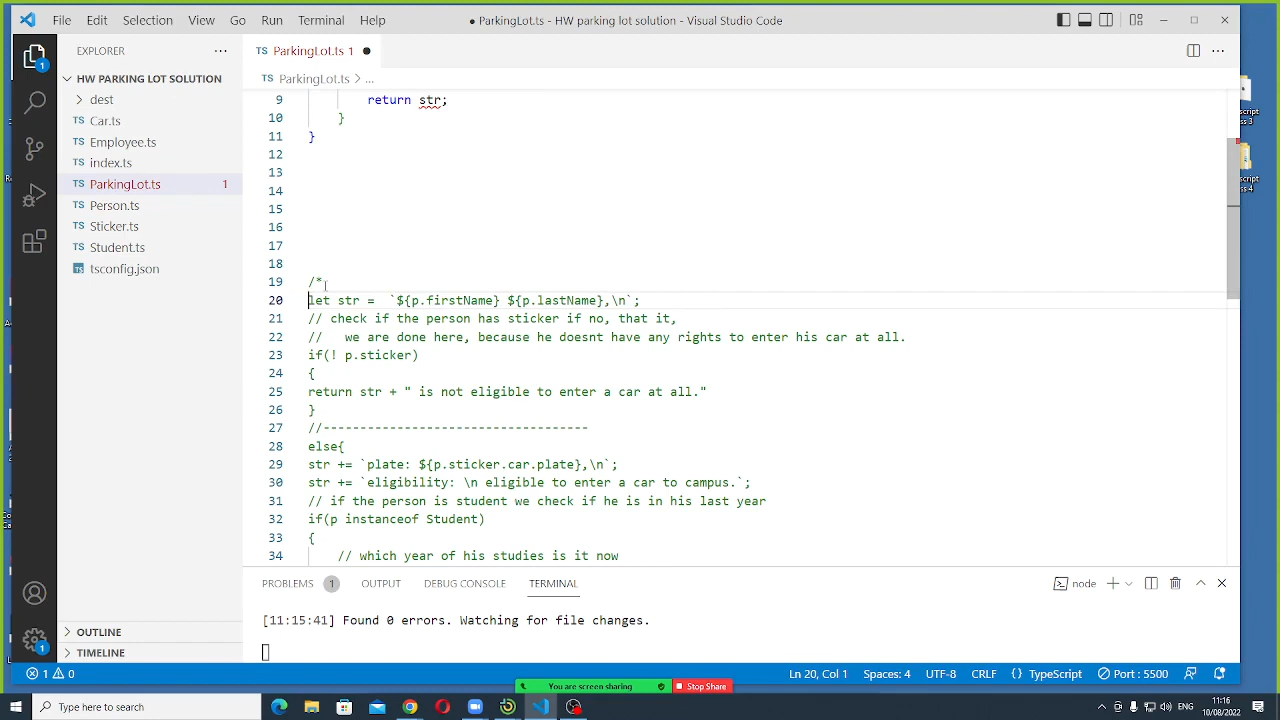 File Edit Selection View Go Run Terminal Help
● ParkingLot.ts - HW parking lot solution - Visual Studio Code
EXPLORER
HW PARKING LOT SOLUTION
dest
TS Car.ts
TS Employee.ts
TS index.ts
TS ParkingLot.ts 1
TS Person.ts
TS Sticker.ts
TS Student.ts
tsconfig.json
OUTLINE
TIMELINE
TS ParkingLot.ts 1 ●
TS ParkingLot.ts > ...
9 return str;
10 }
11 }
12
13
14
15
16
17
18
19 /*
20 let str =  `${p.firstName} ${p.lastName},\n`;
21 // check if the person has sticker if no, that it,
22 //   we are done here, because he doesnt have any rights to enter his car at all.
23 if(! p.sticker)
24 {
25 return str + " is not eligible to enter a car at all."
26 }
27 //------------------------------------
28 else{
29 str += `plate: ${p.sticker.car.plate},\n`;
30 str += `eligibility: \n eligible to enter a car to campus.`;
31 // if the person is student we check if he is in his last year
32 if(p instanceof Student)
33 {
34 // which year of his studies is it now
PROBLEMS 1 OUTPUT DEBUG CONSOLE TERMINAL
node
[11:15:41] Found 0 errors. Watching for file changes.
1 0
Ln 20, Col 1 Spaces: 4 UTF-8 CRLF {} TypeScript Port : 5500
You are screen sharing Stop Share
Type here to search
ENG
11:16
10/08/2022